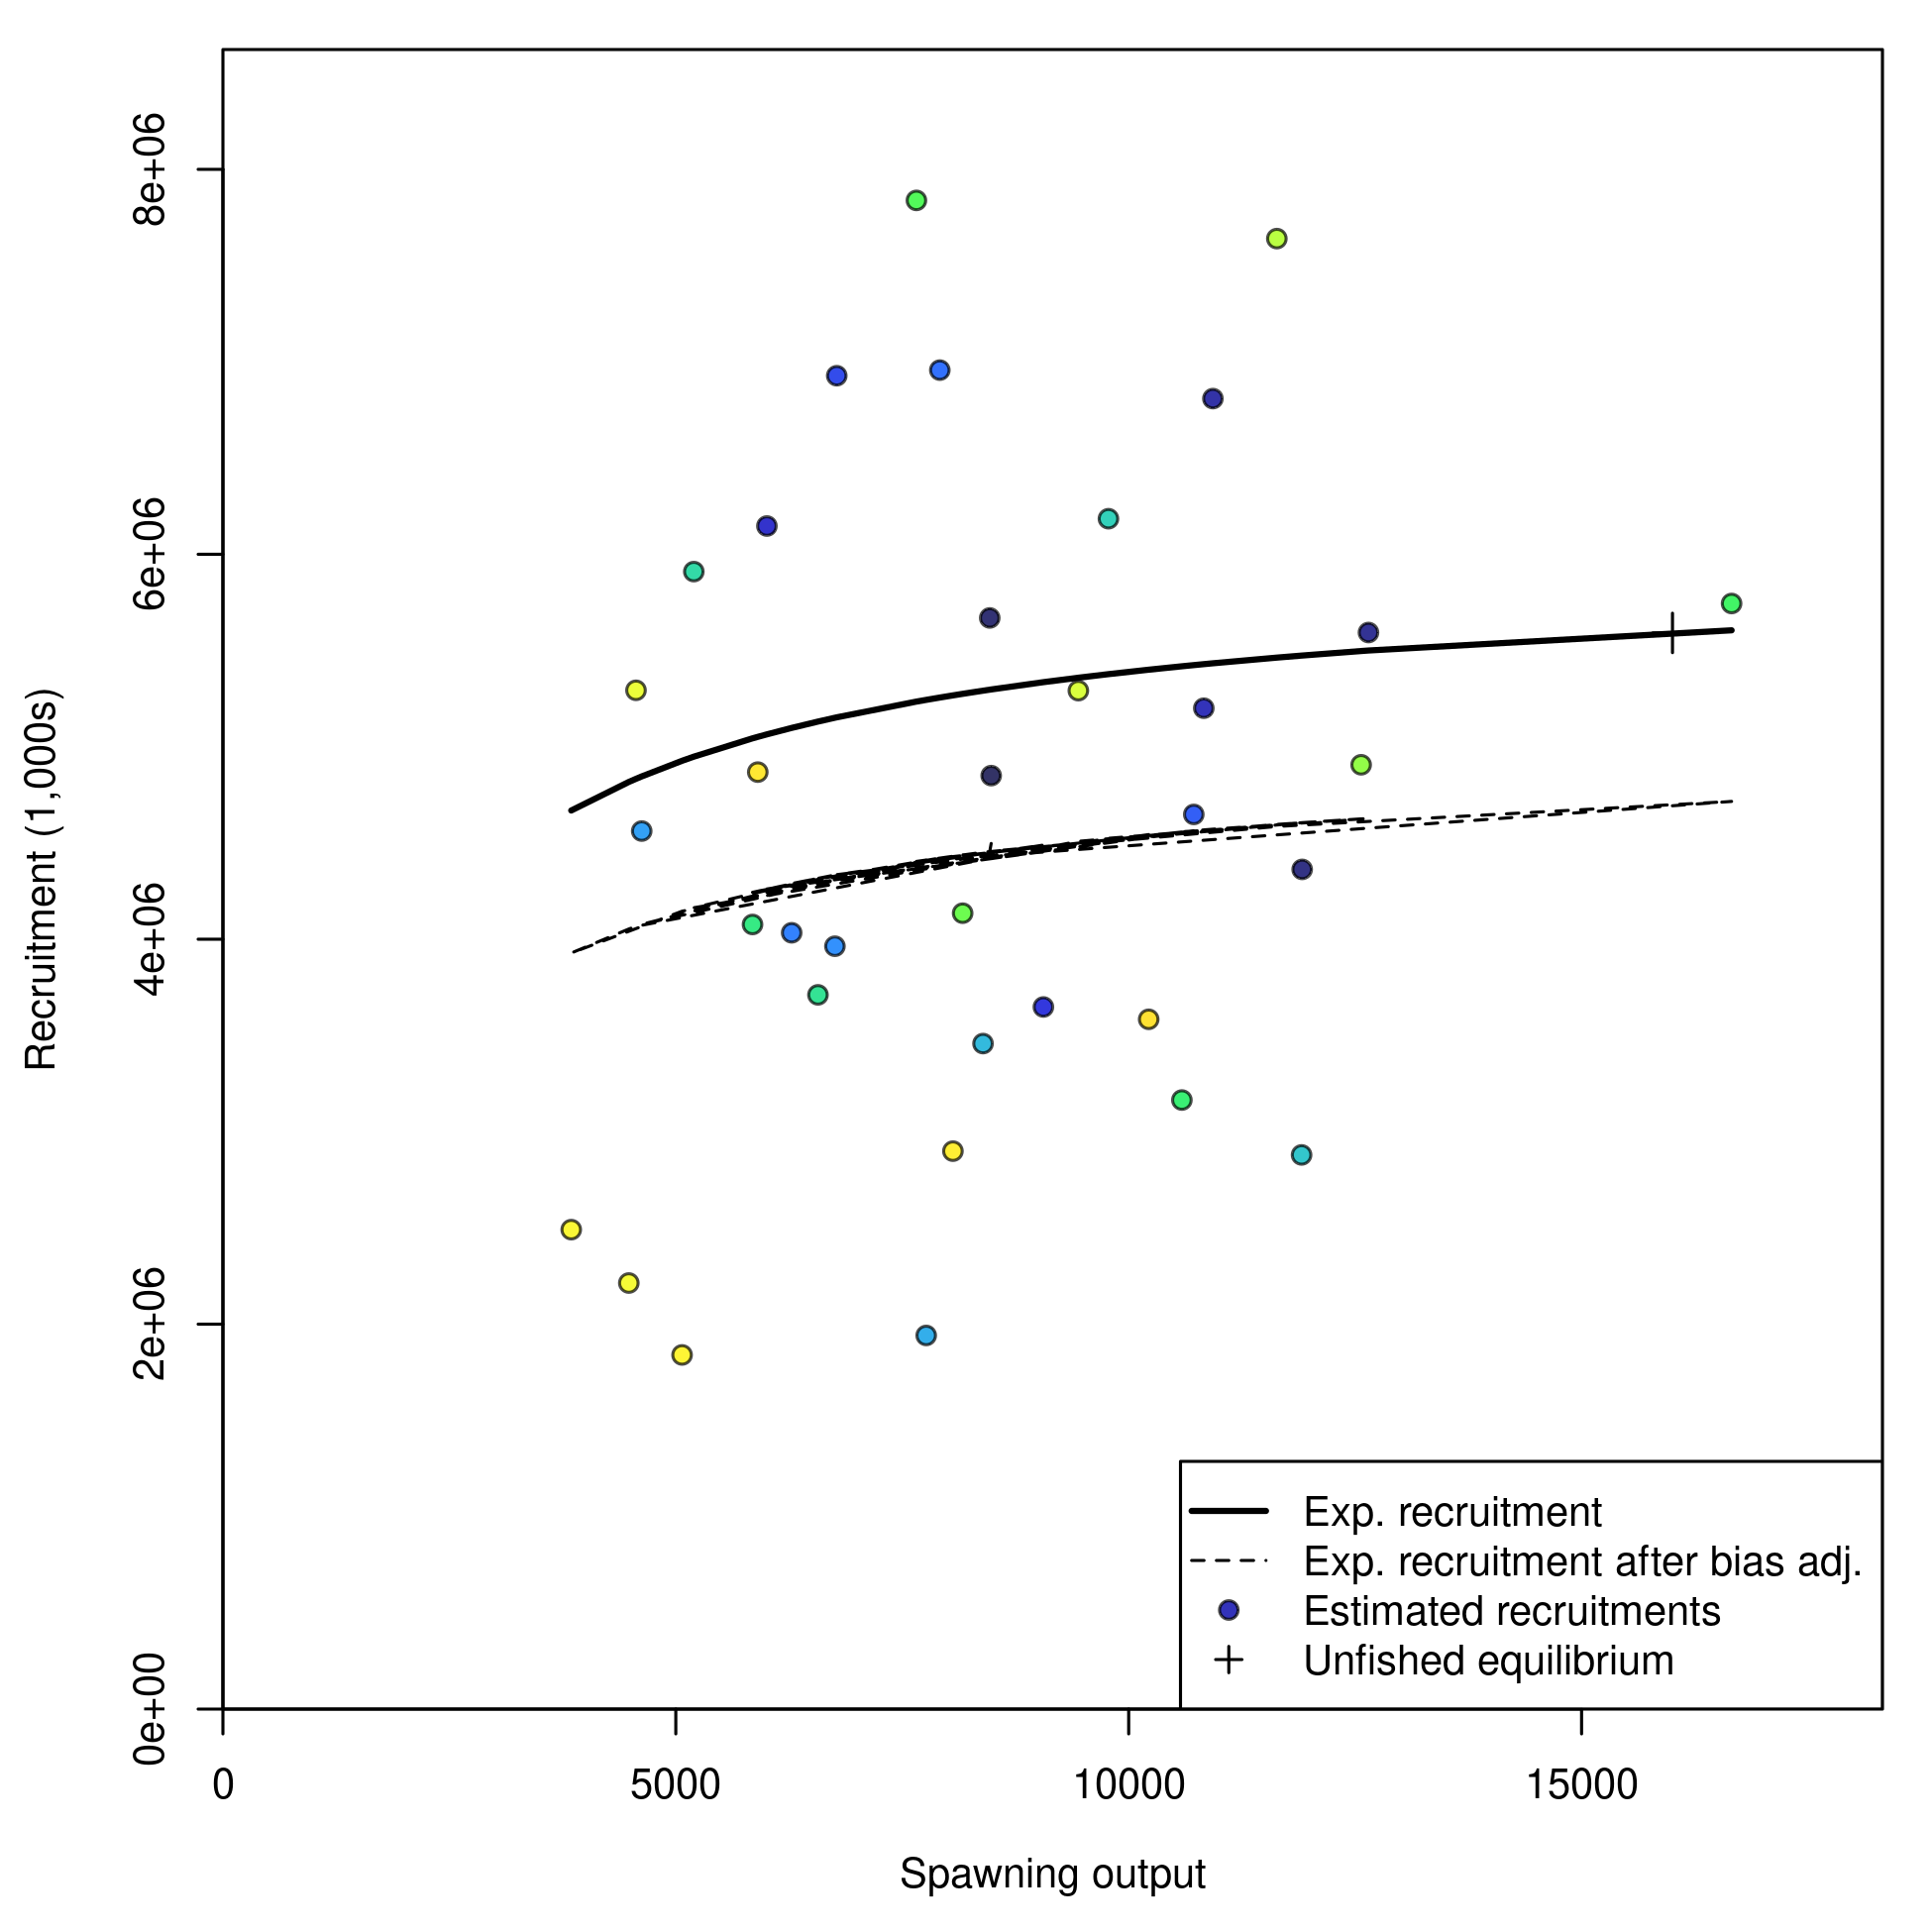 8e+06
6e+06
4e+06
2e+06
0e+00
Recruitment (1,000s)
0 5000 10000 15000
Spawning output
Exp. recruitment
Exp. recruitment after bias adj.
Estimated recruitments
Unfished equilibrium